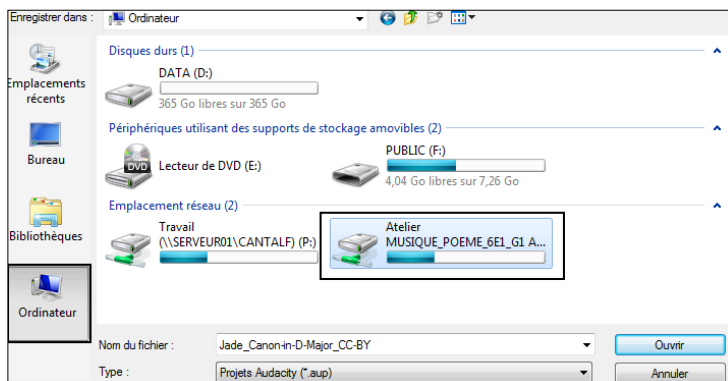 Enregistrer dans :
Ordinateur
Emplacements
récents
Bureau
Bibliothèques
Ordinateur
Disques durs (1)
DATA (D:)
365 Go libres sur 365 Go
Périphériques utilisant des supports de stockage amovibles (2)
DVD
Lecteur de DVD (E:)
PUBLIC (F:)
4,04 Go libres sur 7,26 Go
Emplacement réseau (2)
Travail
(\\SERVEUR01\CANTALF) (P:)
Atelier
MUSIQUE_POEME_6E1_G1 A...
Nom du fichier :
Jade_Canon-in-D-Major_CC-BY
Ouvrir
Type :
Projets Audacity (*.aup)
Annuler